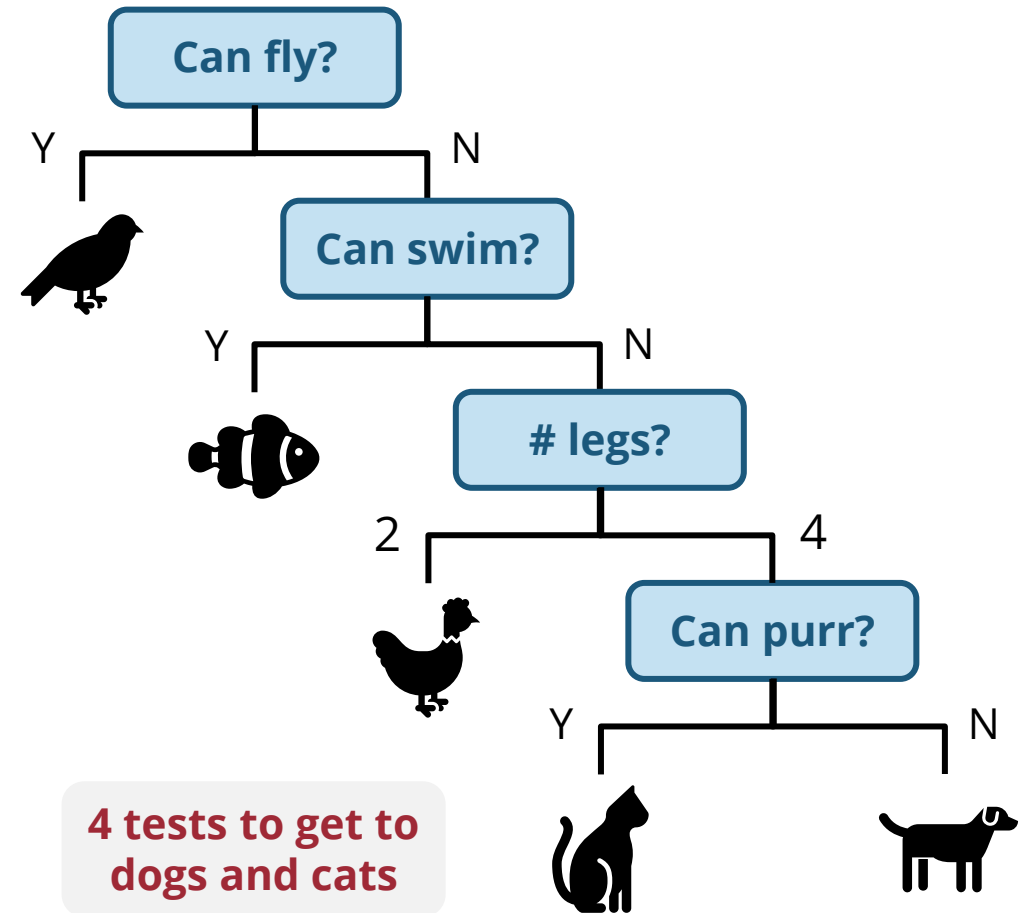 Can fly?
Y
N
Can swim?
Y
N
# legs?
2
4
Can purr?
Y
N
4 tests to get to
dogs and cats